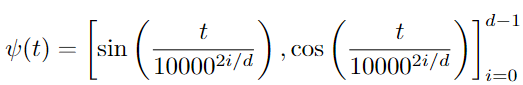 ψ(t) = [sin(t/10000^{2i/d}), cos(t/10000^{2i/d})]_{i=0}^{d−1}